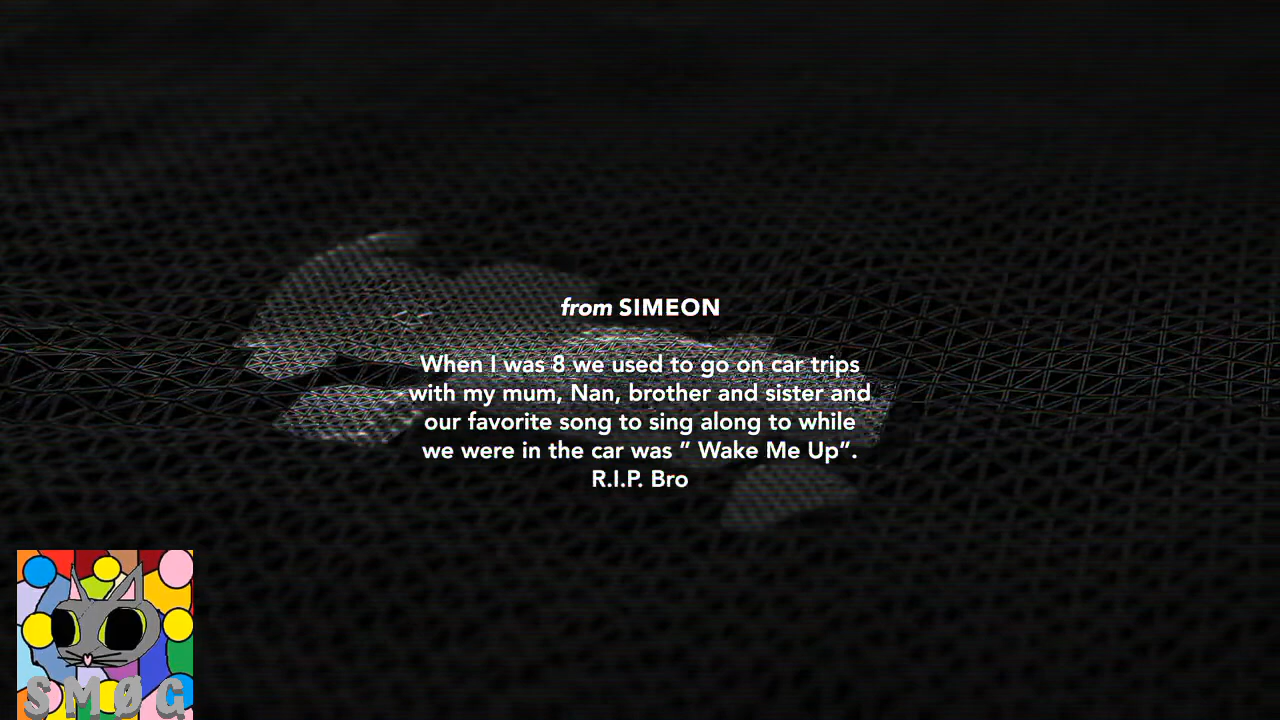 from SIMEON
When I was 8 we used to go on car trips
with my mum, Nan, brother and sister and
our favorite song to sing along to while
we were in the car was ” Wake Me Up”.
R.I.P. Bro
SMØG